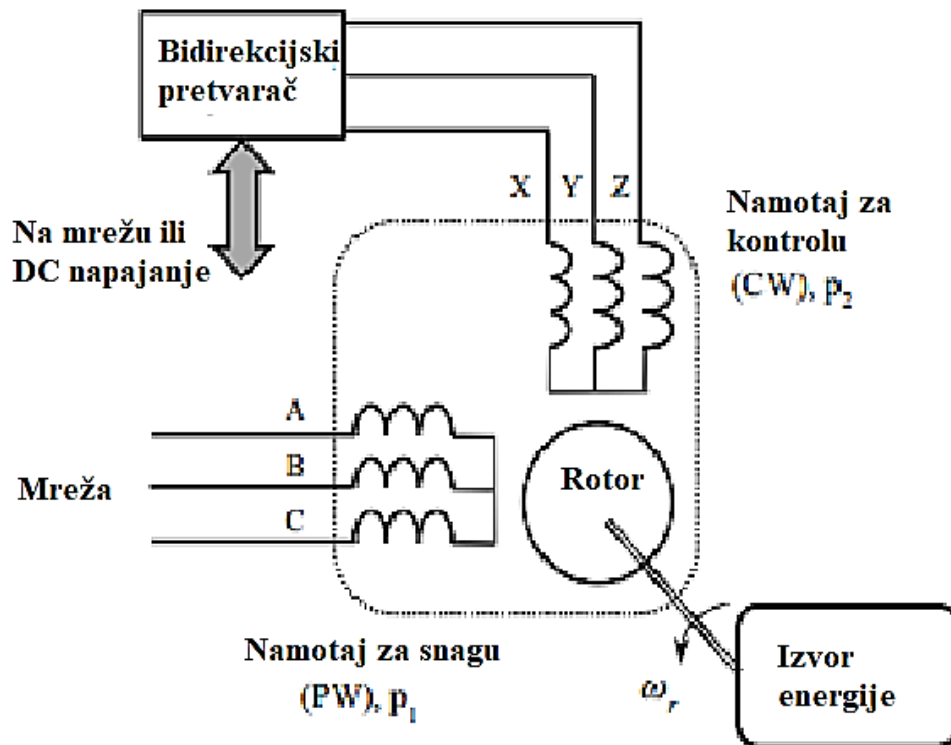 Bidirekcijski
pretvarač
X Y Z
Na mrežu ili
DC napajanje
Namotaj za
kontrolu
(CW), p₂
A
B
C
Mreža
Rotor
Namotaj za snagu
(PW), p₁
ωᵣ
Izvor
energije